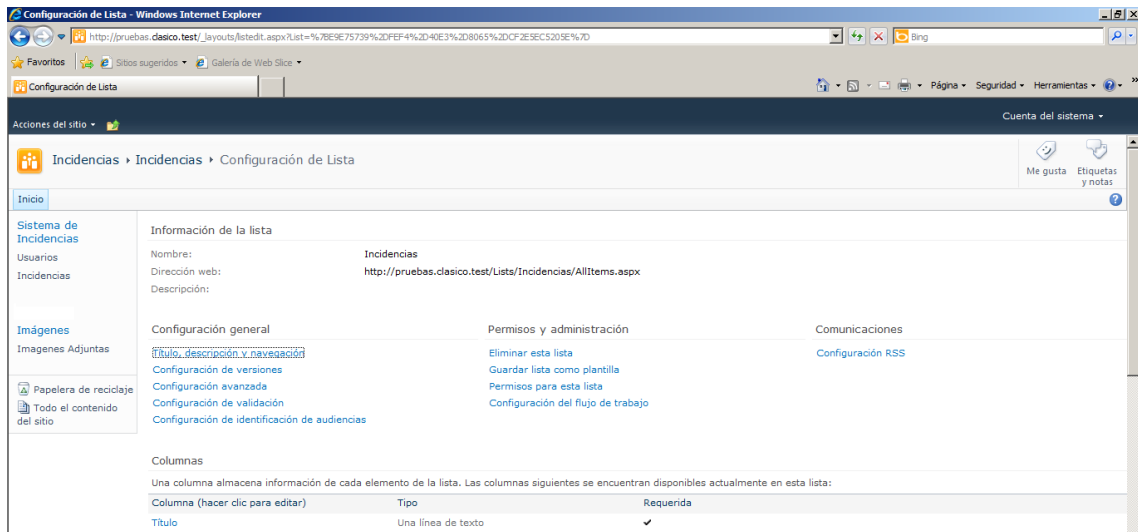 Configuración de Lista - Windows Internet Explorer
http://pruebas.clasico.test/_layouts/listedit.aspx?List=%7BE9E75739%2DFEF4%2D40E3%2D8065%2DCF2E5EC5205E%7D
Bing
Favoritos Sitios sugeridos Galería de Web Slice
Configuración de Lista
Página Seguridad Herramientas »
Acciones del sitio
Cuenta del sistema
Incidencias Incidencias Configuración de Lista
Me gusta
Etiquetas y notas
Inicio
Sistema de
Incidencias
Usuarios
Incidencias
Imágenes
Imagenes Adjuntas
Papelera de reciclaje
Todo el contenido
del sitio
Información de la lista
Nombre: Incidencias
Dirección web: http://pruebas.clasico.test/Lists/Incidencias/AllItems.aspx
Descripción:
Configuración general Permisos y administración Comunicaciones
Título, descripción y navegación Eliminar esta lista Configuración RSS
Configuración de versiones Guardar lista como plantilla
Configuración avanzada Permisos para esta lista
Configuración de validación Configuración del flujo de trabajo
Configuración de identificación de audiencias
Columnas
Una columna almacena información de cada elemento de la lista. Las columnas siguientes se encuentran disponibles actualmente en esta lista:
Columna (hacer clic para editar) Tipo Requerida
Título Una línea de texto ✔